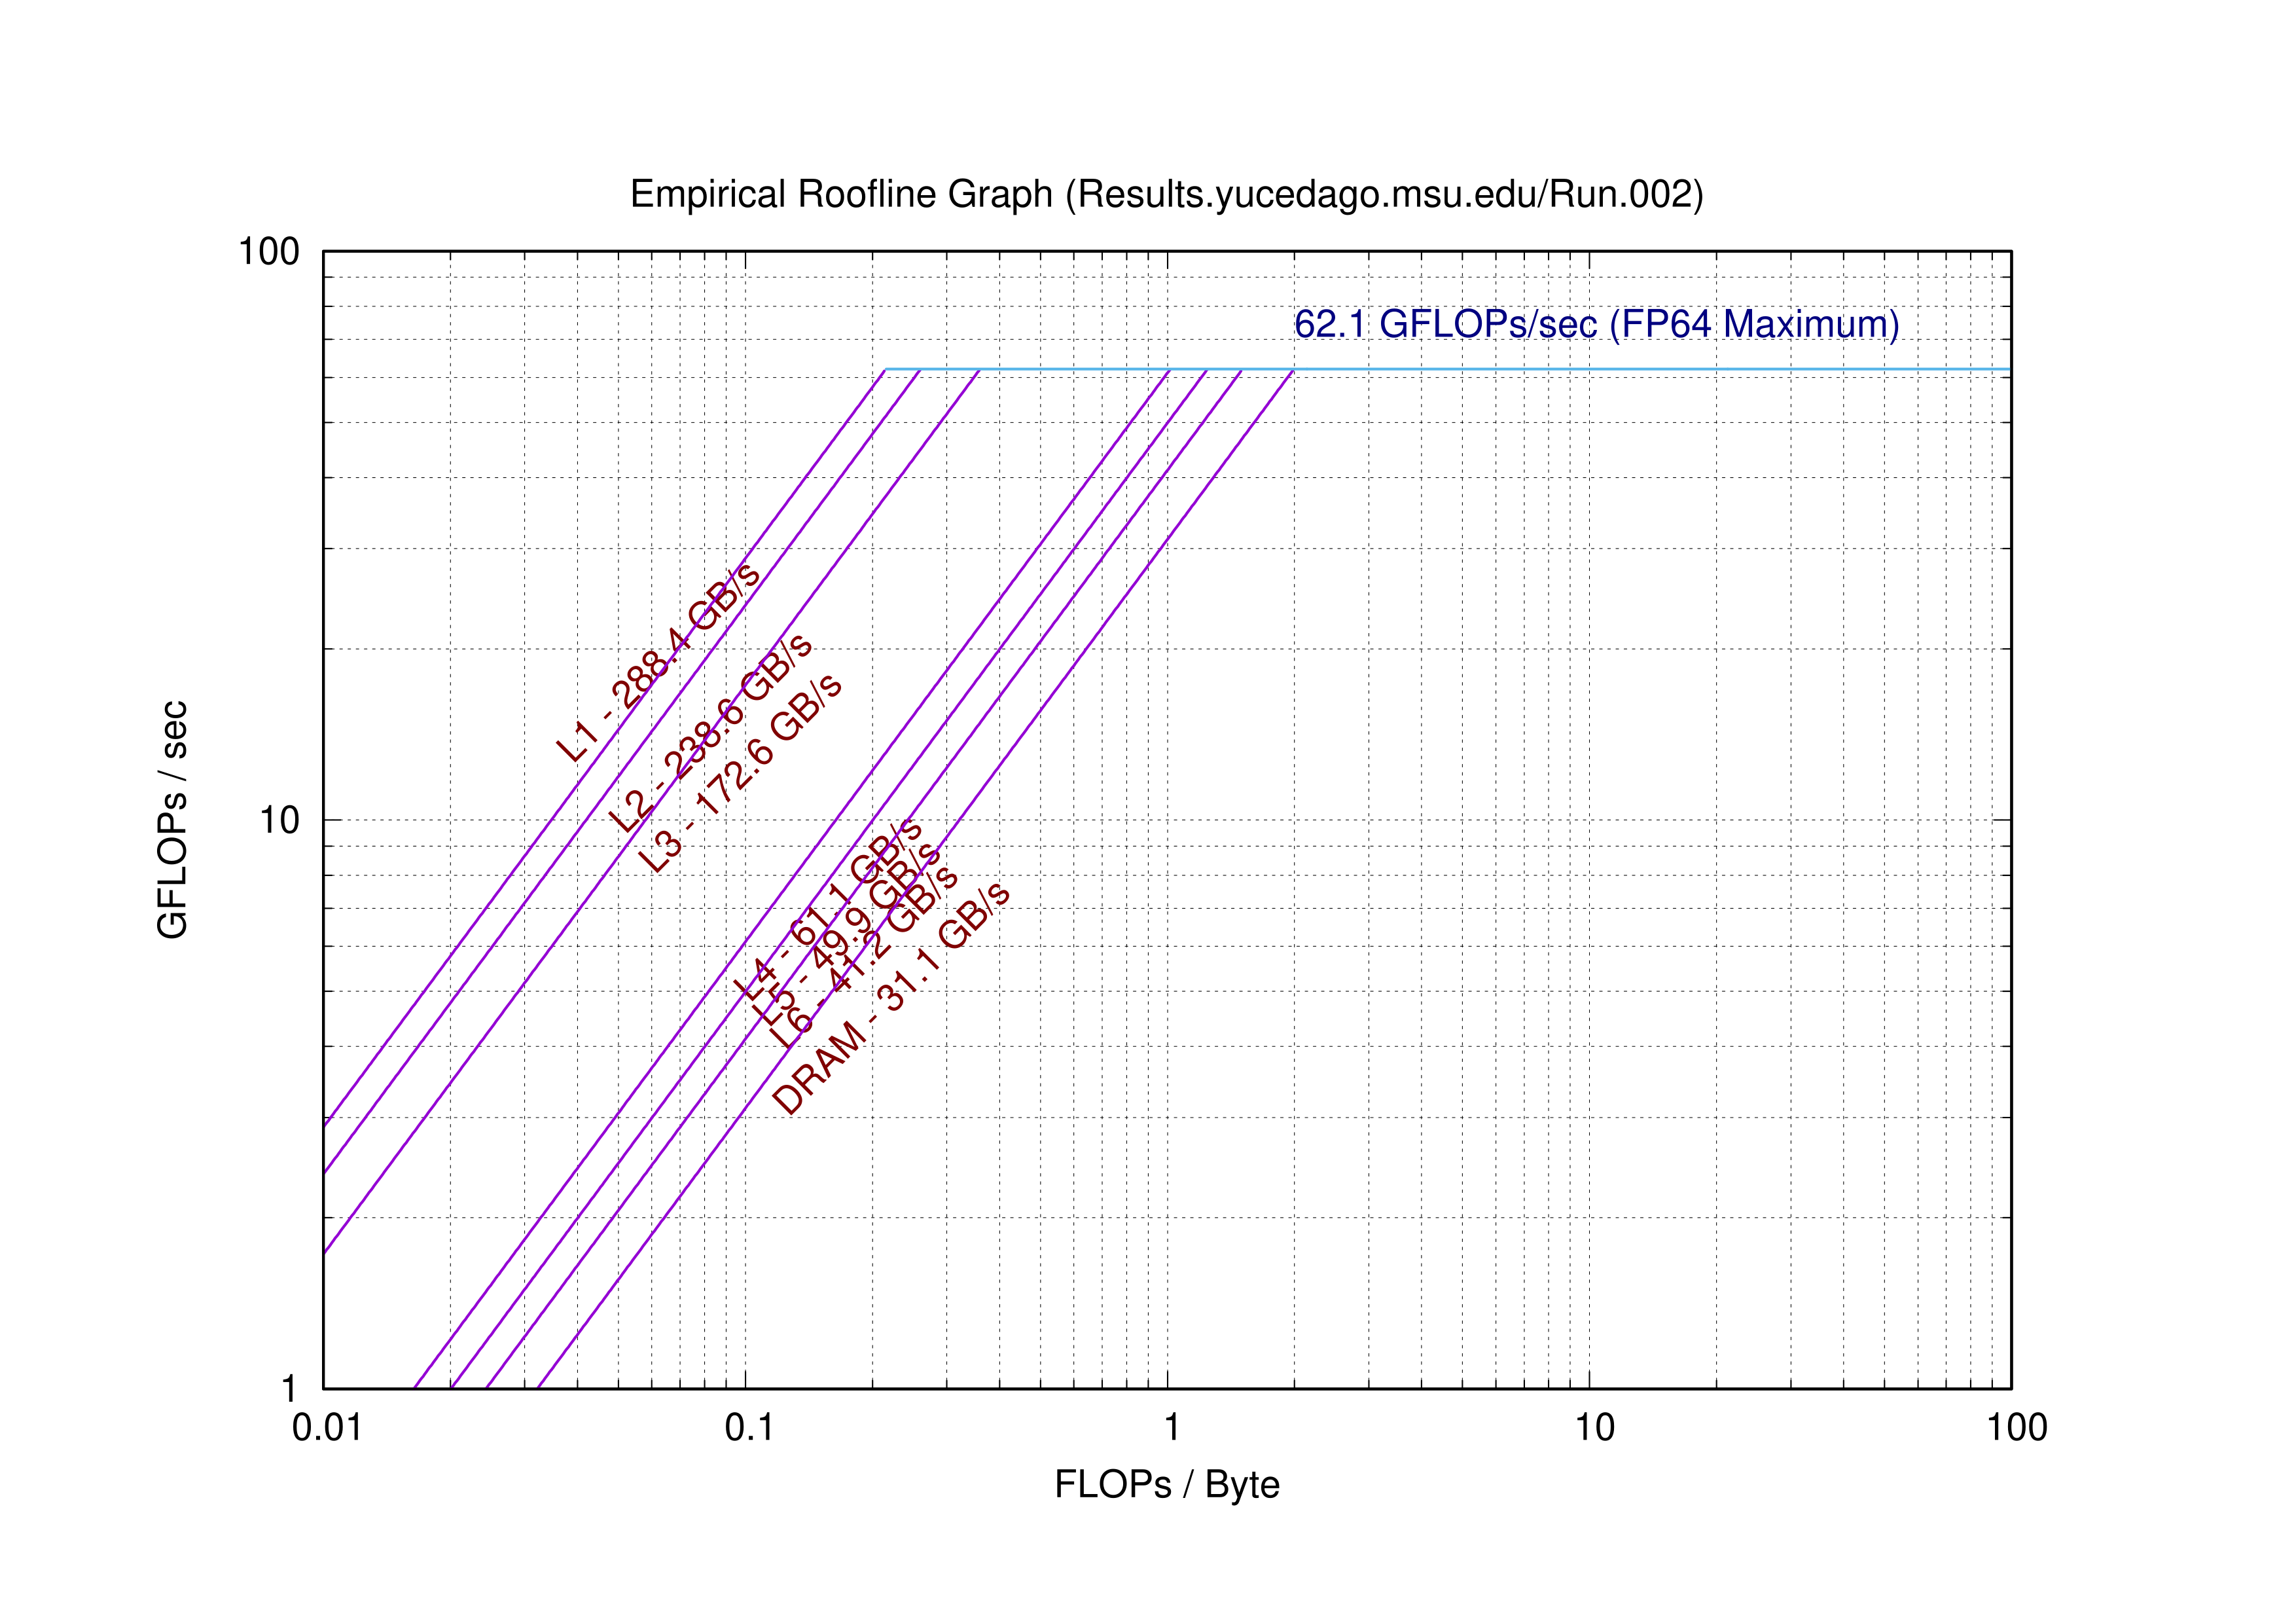 Empirical Roofline Graph (Results.yucedago.msu.edu/Run.002)
100
62.1 GFLOPs/sec (FP64 Maximum)
L1 - 288.4 GB/s
L2 - 238.6 GB/s
L3 - 172.6 GB/s
GFLOPs / sec
10
L4 - 61.1 GB/s
L5 - 49.9 GB/s
L6 - 41.2 GB/s
DRAM - 31.1 GB/s
1
0.01
0.1
1
10
100
FLOPs / Byte